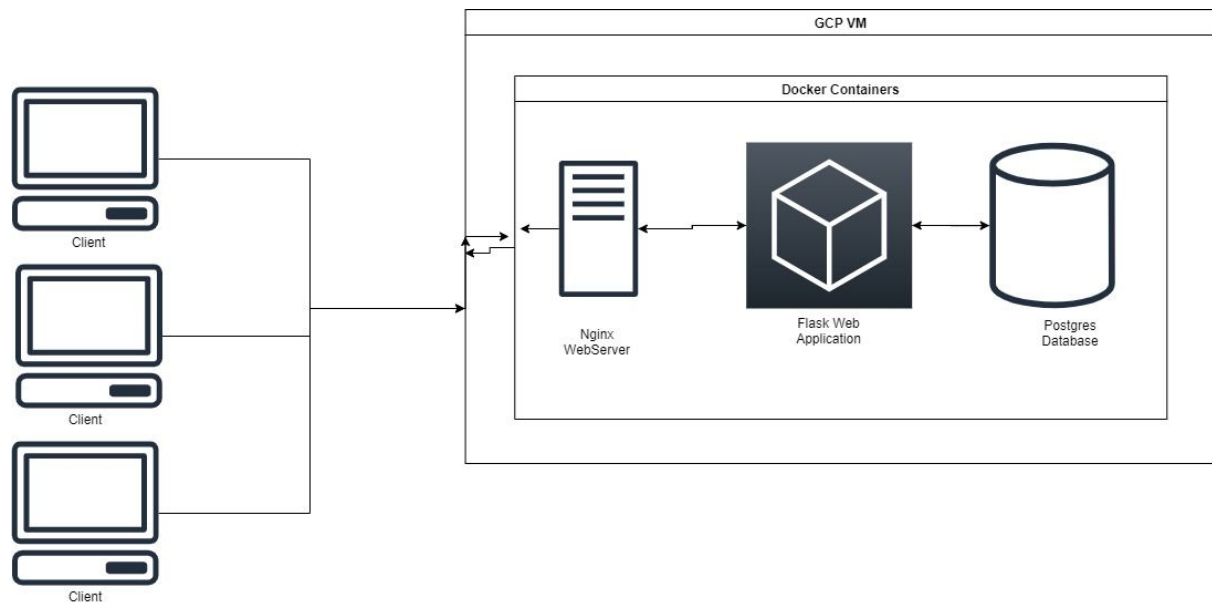 GCP VM
Docker Containers
Client
Client
Client
Nginx
WebServer
Flask Web
Application
Postgres
Database